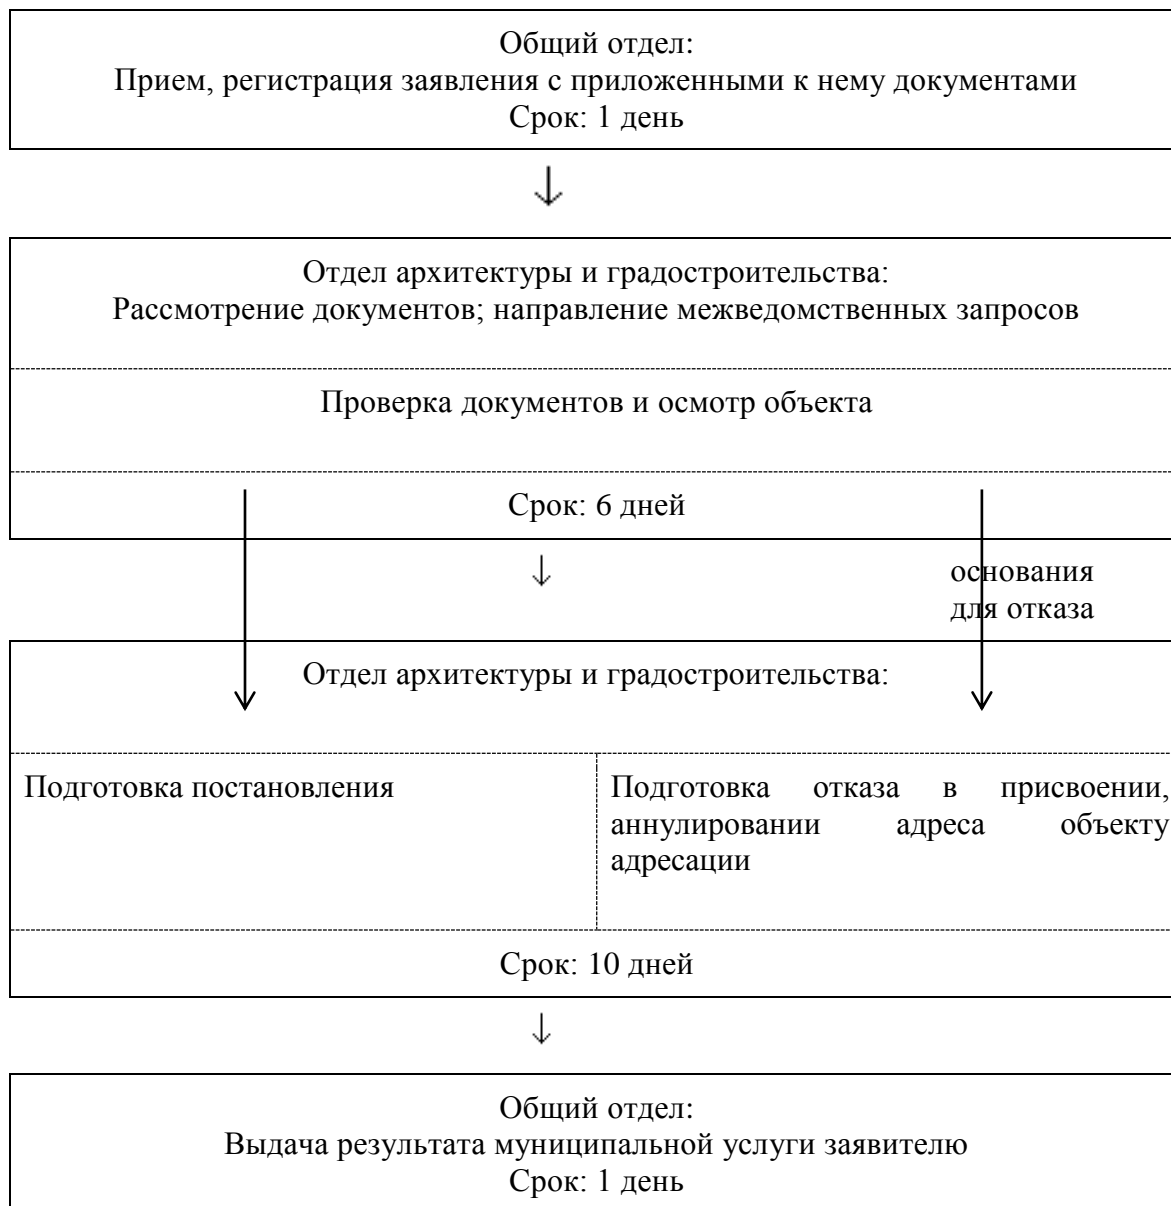 Общий отдел:
Прием, регистрация заявления с приложенными к нему документами
Срок: 1 день
Отдел архитектуры и градостроительства:
Рассмотрение документов; направление межведомственных запросов
Проверка документов и осмотр объекта
Срок: 6 дней
основания
для отказа
Отдел архитектуры и градостроительства:
Подготовка постановления
Подготовка отказа в присвоении,
аннулировании адреса объекту
адресации
Срок: 10 дней
Общий отдел:
Выдача результата муниципальной услуги заявителю
Срок: 1 день